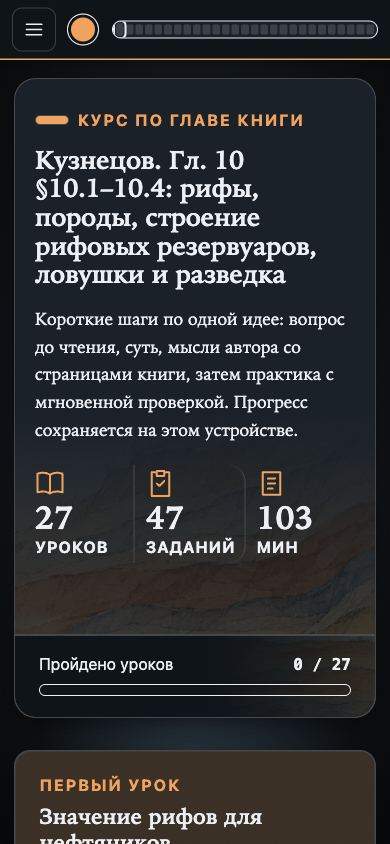 КУРС ПО ГЛАВЕ КНИГИ
Кузнецов. Гл. 10
§10.1–10.4: рифы,
породы, строение
рифовых резервуаров,
ловушки и разведка
Короткие шаги по одной идее: вопрос
до чтения, суть, мысли автора со
страницами книги, затем практика с
мгновенной проверкой. Прогресс
сохраняется на этом устройстве.
27 47 103
УРОКОВ ЗАДАНИЙ МИН
Пройдено уроков 0 / 27
ПЕРВЫЙ УРОК
Значение рифов для
нефтяников